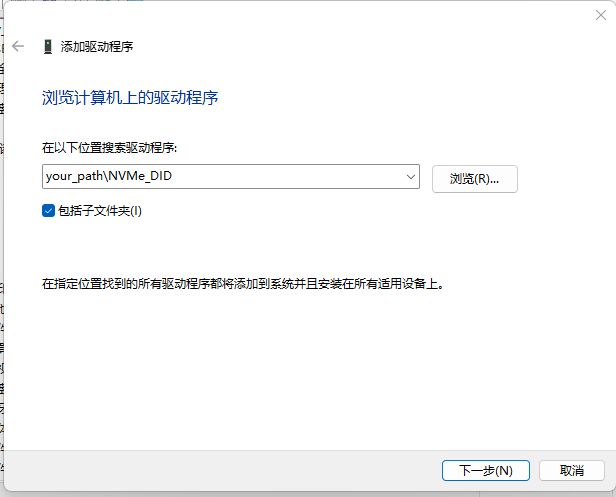 添加驱动程序
浏览计算机上的驱动程序
在以下位置搜索驱动程序:
your_path\NVMe_DID
浏览(R)...
包括子文件夹(I)
在指定位置找到的所有驱动程序都将添加到系统并且安装在所有适用设备上。
下一步(N)
取消